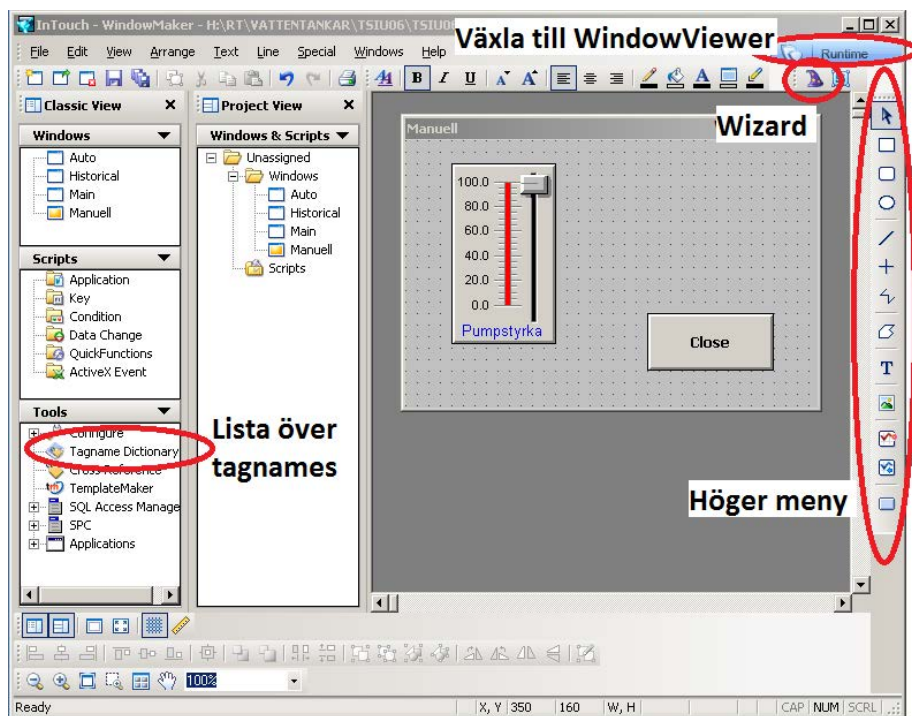 InTouch - WindowMaker - H:\RT\VATTENTANKAR\TSIU06\TSIU06
File Edit View Arrange Text Line Special Windows Help
Växla till WindowViewer
Runtime
B I U A A A
Wizard
Classic View X
Windows
Auto
Historical
Main
Manuell
Scripts
Application
Key
Condition
Data Change
QuickFunctions
ActiveX Event
Tools
Configure
Tagname Dictionary
Cross Reference
TemplateMaker
SQL Access Manage
SPC
Applications
Project View X
Windows & Scripts
Unassigned
Windows
Auto
Historical
Main
Manuell
Scripts
Lista över
tagnames
Manuell
100.0
80.0
60.0
40.0
20.0
0.0
Pumpstyrka
Close
T
Höger meny
100%
Ready
X, Y 350 160 W, H
CAP NUM SCRL